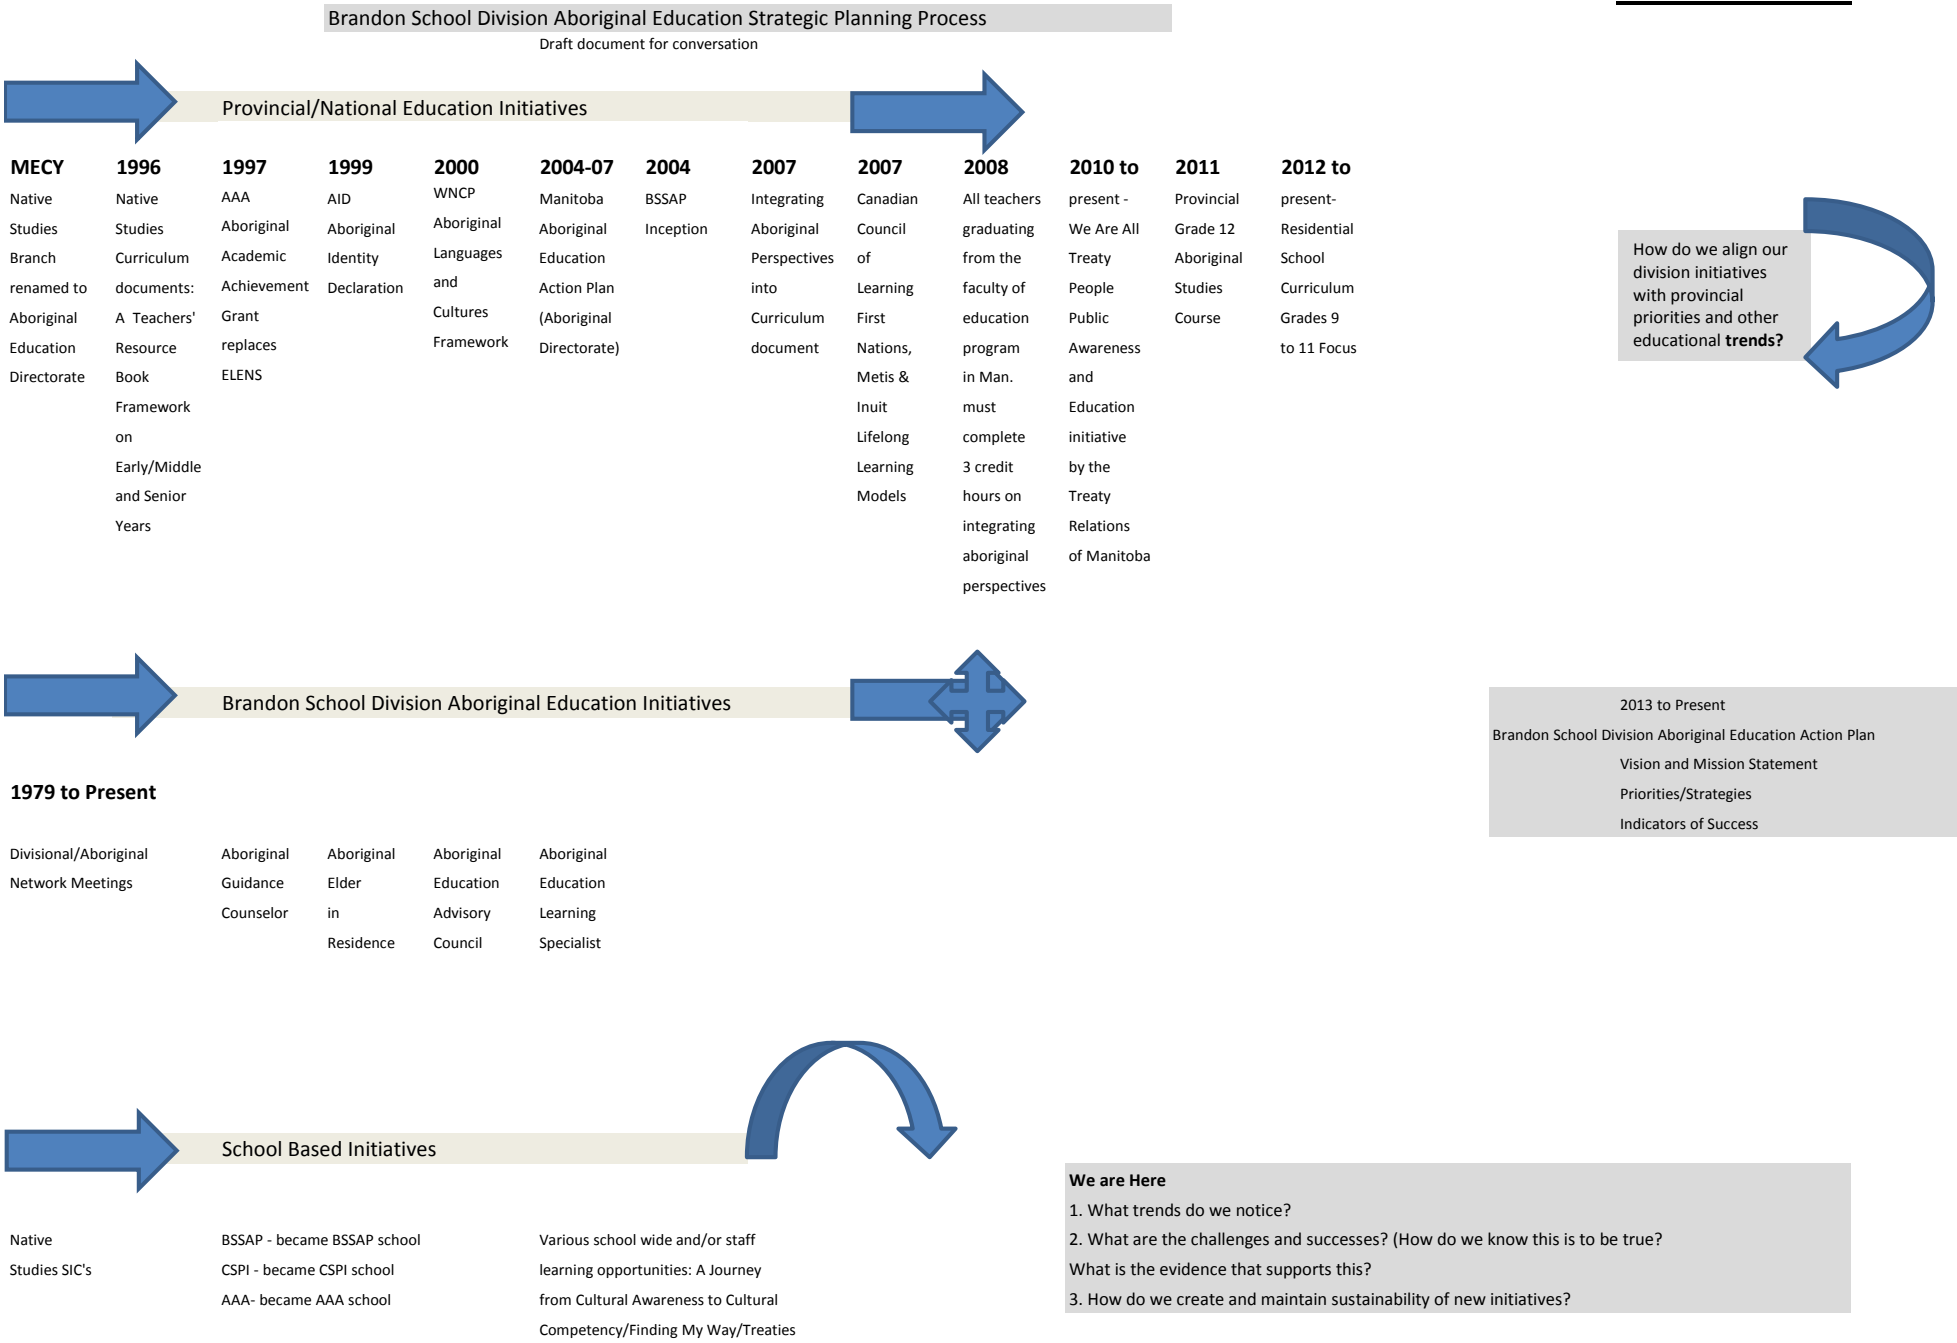 Brandon School Division Aboriginal Education Strategic Planning Process
Draft document for conversation
Provincial/National Education Initiatives
MECY
Native
Studies
Branch
renamed to
Aboriginal
Education
Directorate
1996
Native
Studies
Curriculum
documents:
A Teachers'
Resource
Book
Framework
on
Early/Middle
and Senior
Years
1997
AAA
Aboriginal
Academic
Achievement
Grant
replaces
ELENS
1999
AID
Aboriginal
Identity
Declaration
2000
WNCP
Aboriginal
Languages
and
Cultures
Framework
2004-07
Manitoba
Aboriginal
Education
Action Plan
(Aboriginal
Directorate)
2004
BSSAP
Inception
2007
Integrating
Aboriginal
Perspectives
into
Curriculum
document
2007
Canadian
Council
of
Learning
First
Nations,
Metis &
Inuit
Lifelong
Learning
Models
2008
All teachers
graduating
from the
faculty of
education
program
in Man.
must
complete
3 credit
hours on
integrating
aboriginal
perspectives
2010 to
present -
We Are All
Treaty
People
Public
Awareness
and
Education
initiative
by the
Treaty
Relations
of Manitoba
2011
Provincial
Grade 12
Aboriginal
Studies
Course
2012 to
present-
Residential
School
Curriculum
Grades 9
to 11 Focus
How do we align our
division initiatives
with provincial
priorities and other
educational trends?
Brandon School Division Aboriginal Education Initiatives
2013 to Present
Brandon School Division Aboriginal Education Action Plan
Vision and Mission Statement
Priorities/Strategies
Indicators of Success
1979 to Present
Divisional/Aboriginal
Network Meetings
Aboriginal
Guidance
Counselor
Aboriginal
Elder
in
Residence
Aboriginal
Education
Advisory
Council
Aboriginal
Education
Learning
Specialist
School Based Initiatives
Native
Studies SIC's
BSSAP - became BSSAP school
CSPI - became CSPI school
AAA- became AAA school
Various school wide and/or staff
learning opportunities: A Journey
from Cultural Awareness to Cultural
Competency/Finding My Way/Treaties
We are Here
1. What trends do we notice?
2. What are the challenges and successes? (How do we know this is to be true?
What is the evidence that supports this?
3. How do we create and maintain sustainability of new initiatives?